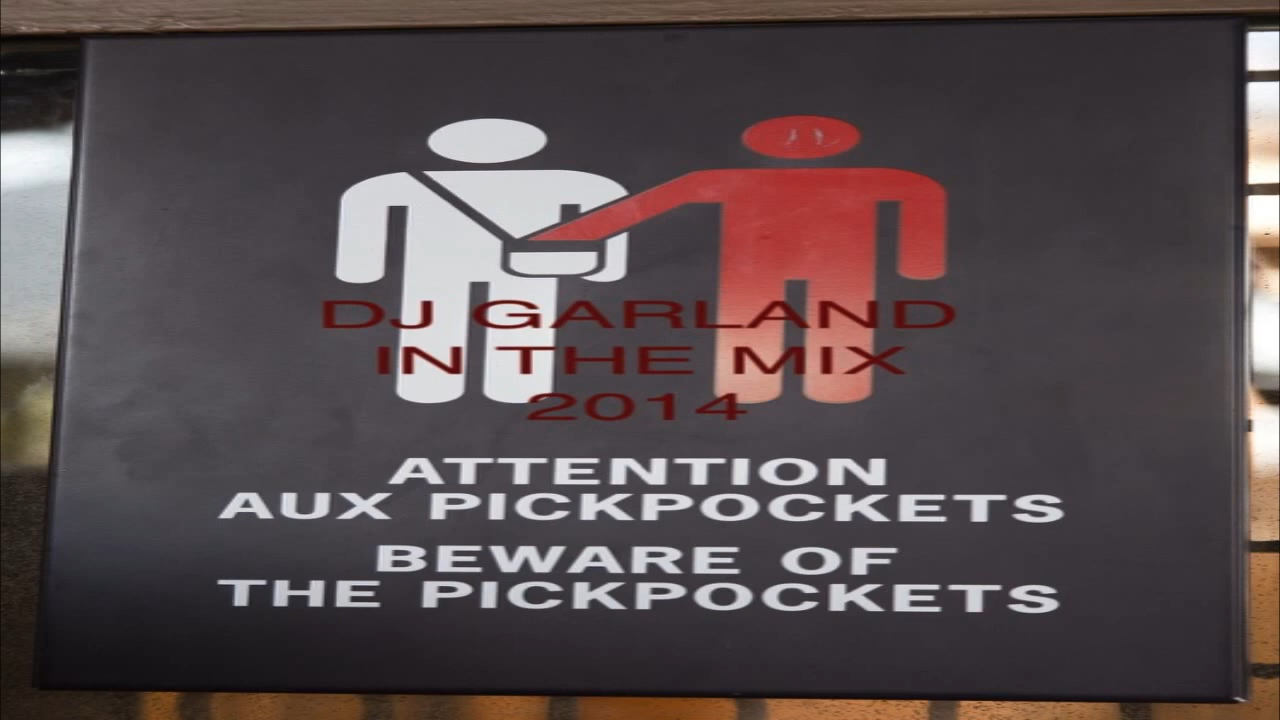 DJ GARLAND
IN THE MIX
2014
ATTENTION
AUX PICKPOCKETS
BEWARE OF
THE PICKPOCKETS